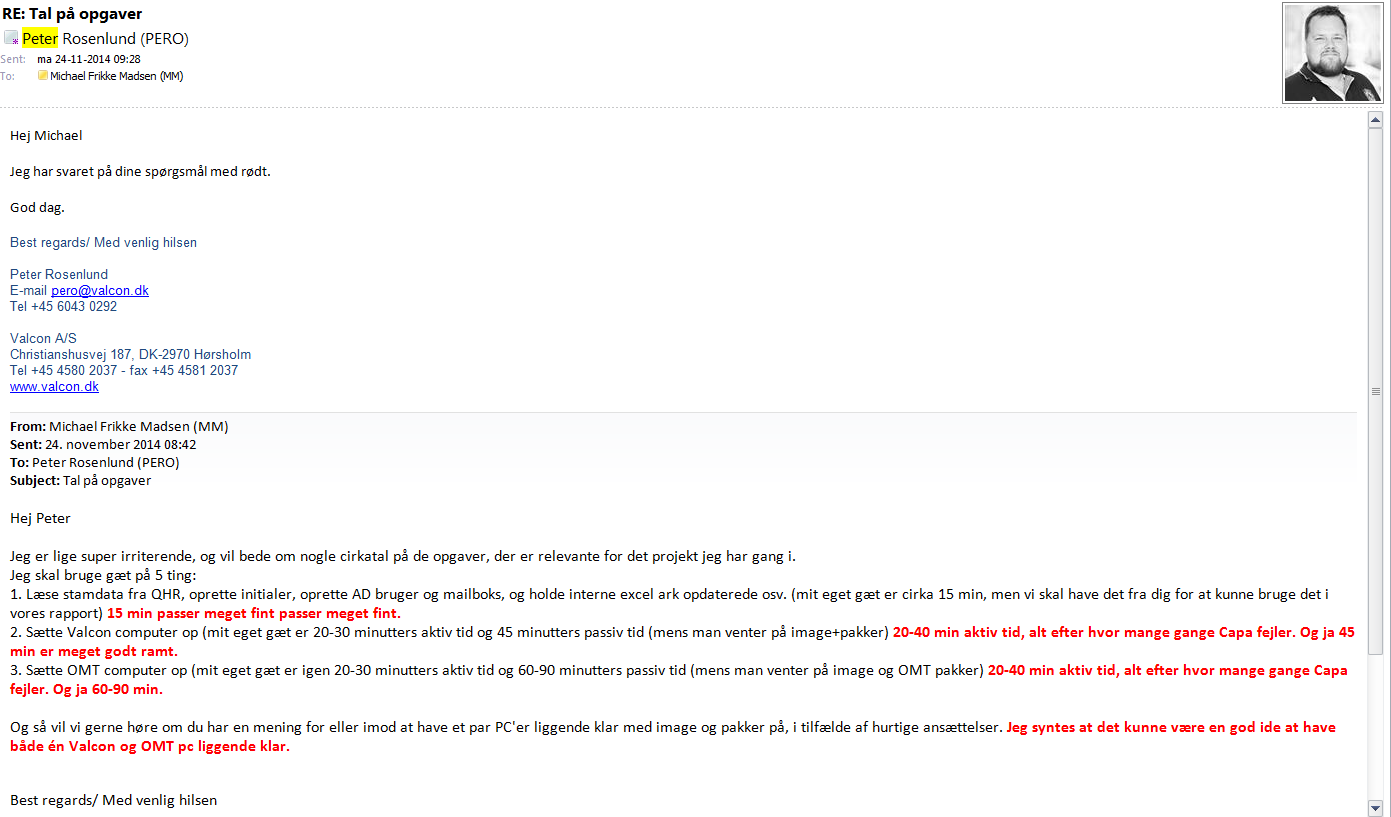 RE: Tal på opgaver
Peter Rosenlund (PERO)
Sent: ma 24-11-2014 09:28
To: Michael Frikke Madsen (MM)
Hej Michael
Jeg har svaret på dine spørgsmål med rødt.
God dag.
Best regards/ Med venlig hilsen
Peter Rosenlund
E-mail pero@valcon.dk
Tel +45 6043 0292
Valcon A/S
Christianshusvej 187, DK-2970 Hørsholm
Tel +45 4580 2037 - fax +45 4581 2037
www.valcon.dk
From: Michael Frikke Madsen (MM)
Sent: 24. november 2014 08:42
To: Peter Rosenlund (PERO)
Subject: Tal på opgaver
Hej Peter
Jeg er lige super irriterende, og vil bede om nogle cirkatal på de opgaver, der er relevante for det projekt jeg har gang i.
Jeg skal bruge gæt på 5 ting:
1. Læse stamdata fra QHR, oprette initialer, oprette AD bruger og mailboks, og holde interne excel ark opdaterede osv. (mit eget gæt er cirka 15 min, men vi skal have det fra dig for at kunne bruge det i
vores rapport) 15 min passer meget fint passer meget fint.
2. Sætte Valcon computer op (mit eget gæt er 20-30 minutters aktiv tid og 45 minutters passiv tid (mens man venter på image+pakker) 20-40 min aktiv tid, alt efter hvor mange gange Capa fejler. Og ja 45
min er meget godt ramt.
3. Sætte OMT computer op (mit eget gæt er igen 20-30 minutters aktiv tid og 60-90 minutters passiv tid (mens man venter på image og OMT pakker) 20-40 min aktiv tid, alt efter hvor mange gange Capa
fejler. Og ja 60-90 min.
Og så vil vi gerne høre om du har en mening for eller imod at have et par PC'er liggende klar med image og pakker på, i tilfælde af hurtige ansættelser. Jeg syntes at det kunne være en god ide at have
både én Valcon og OMT pc liggende klar.
Best regards/ Med venlig hilsen